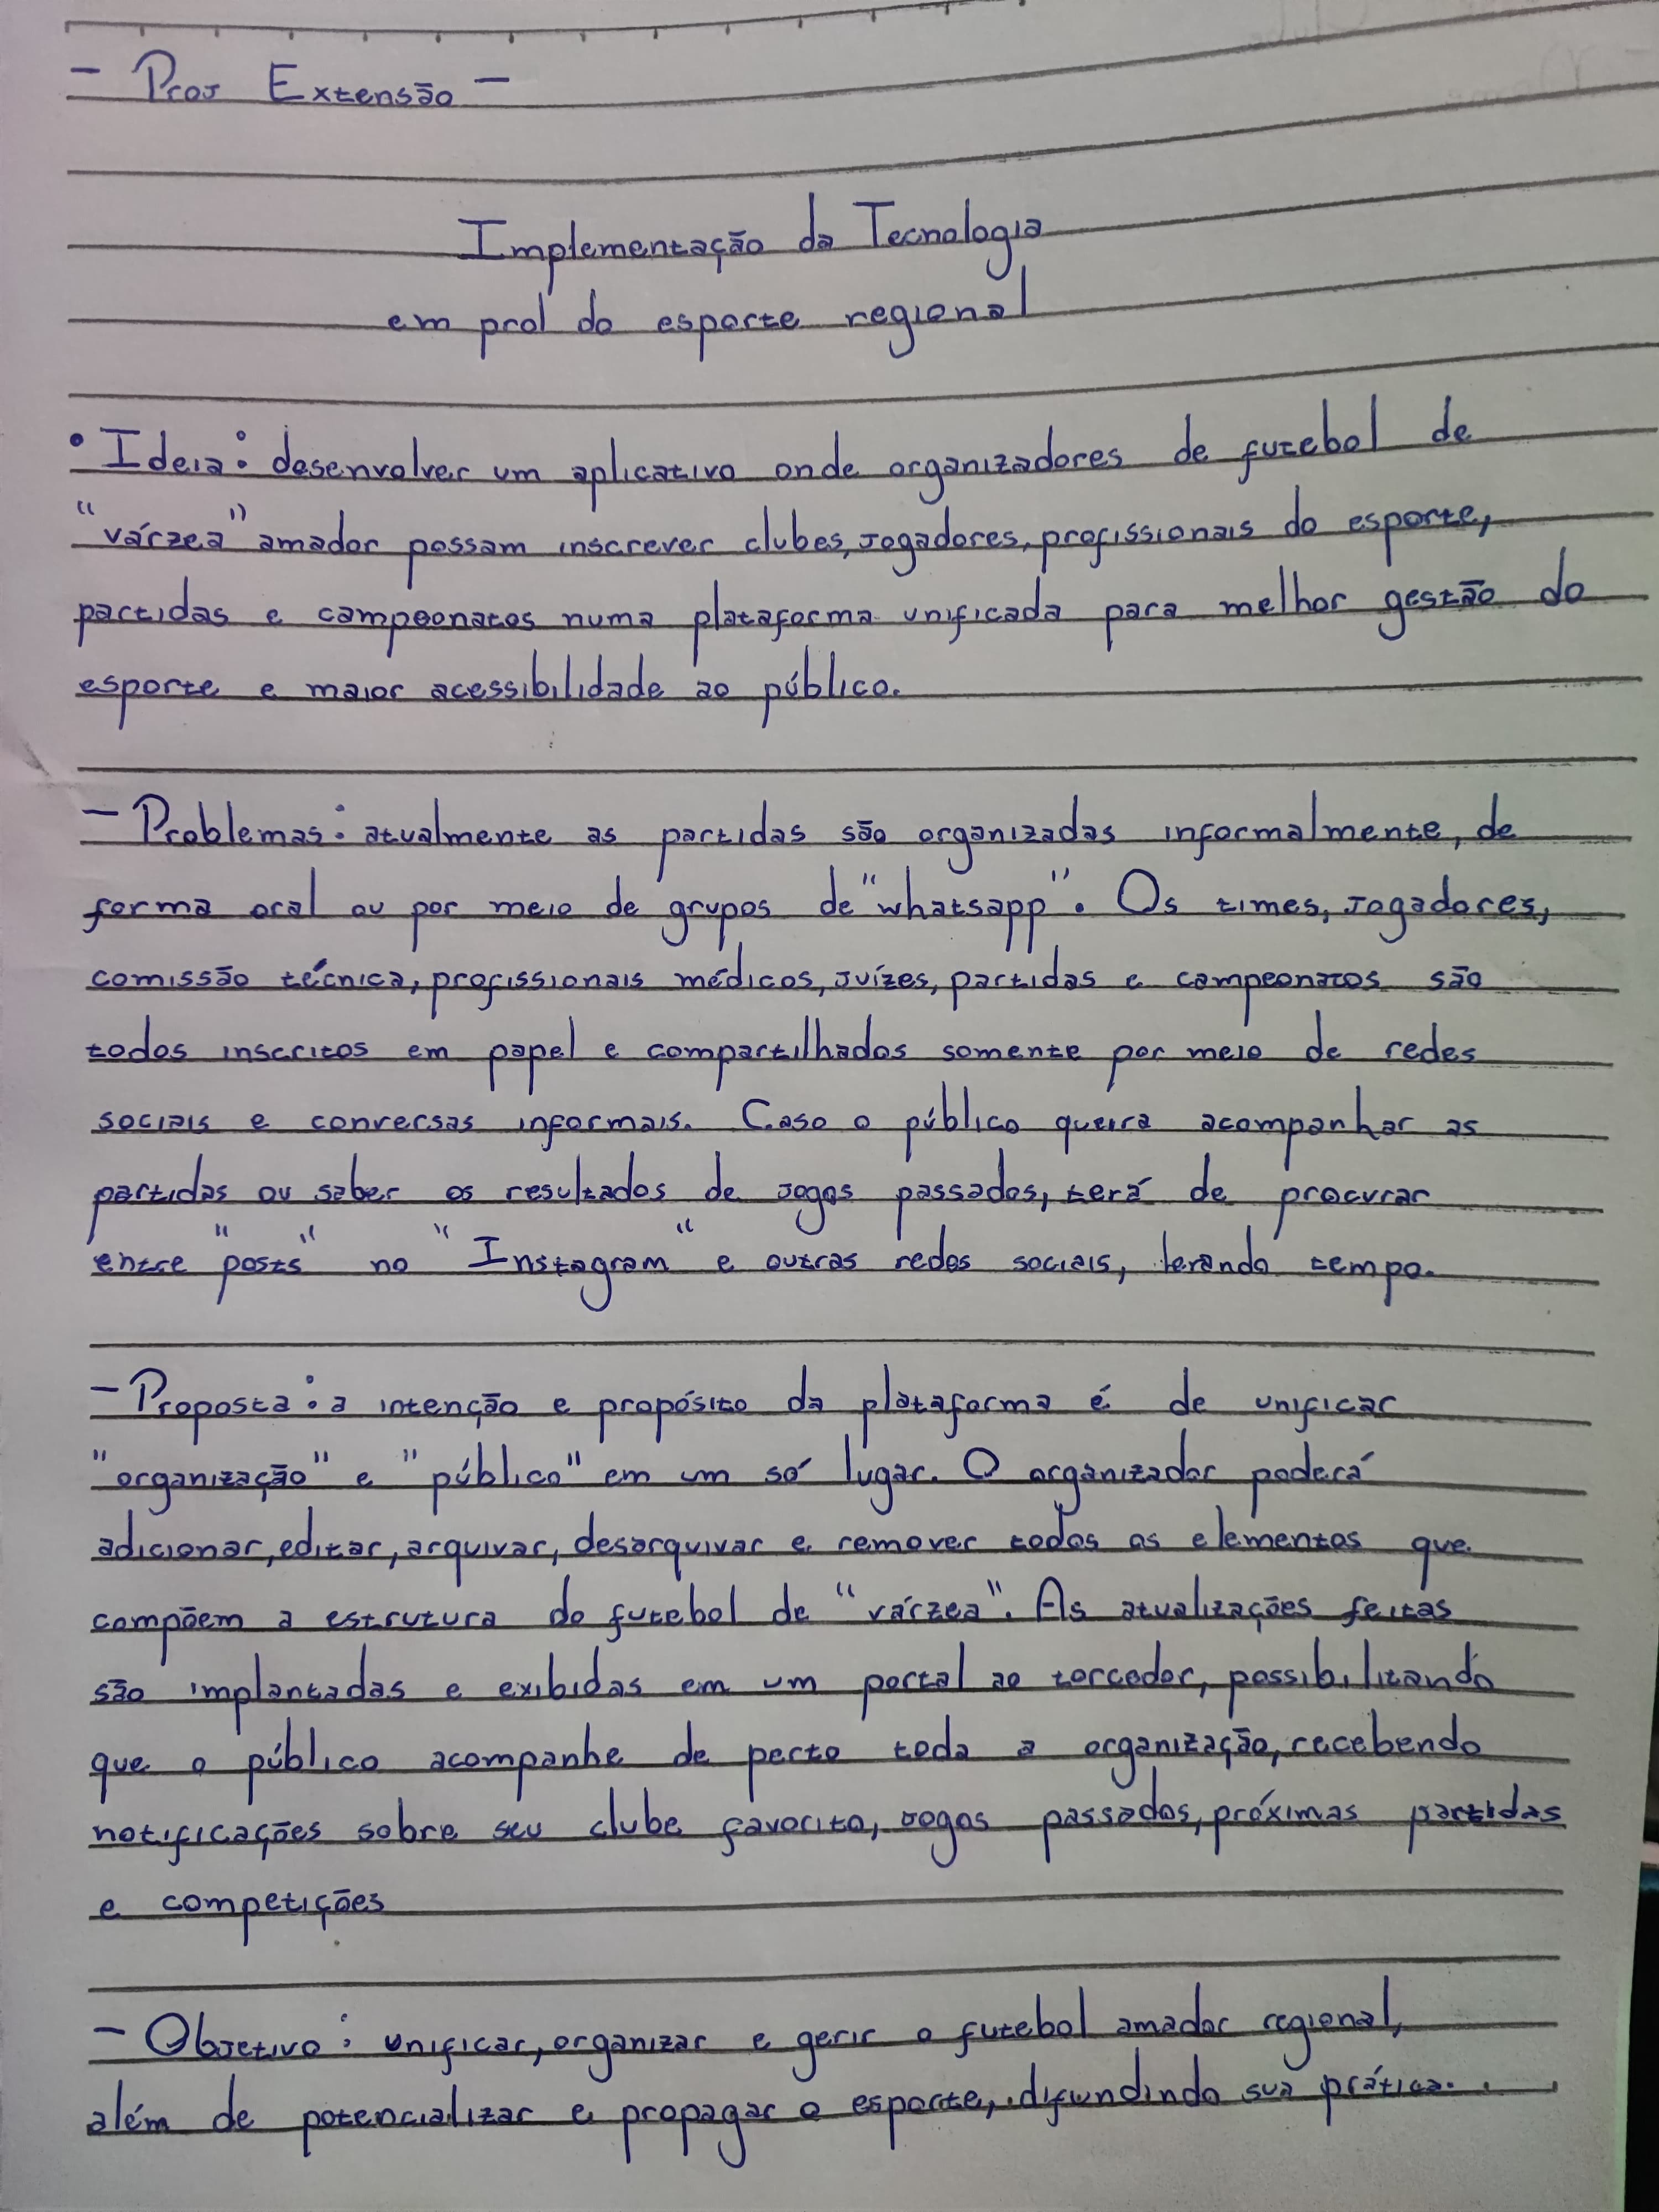 - Proj Extensão -
Implementação da Tecnologia
em prol do esporte regional
• Ideia: desenvolver um aplicativo onde organizadores de futebol de
"várzea" amador possam inscrever clubes, jogadores, profissionais do esporte,
partidas e campeonatos numa plataforma unificada para melhor gestão do
esporte e maior acessibilidade ao público.
- Problemas: atualmente as partidas são organizadas informalmente, de
forma oral ou por meio de grupos de "whatsapp". Os times, jogadores,
comissão técnica, profissionais médicos, juízes, partidas e campeonatos são
todos inscritos em papel e compartilhados somente por meio de redes
sociais e conversas informais. Caso o público queira acompanhar as
partidas ou saber os resultados de jogos passados, terá de procurar
entre "posts" no "Instagram" e outras redes sociais, levando tempo.
- Proposta: a intenção e propósito da plataforma é de unificar
"organização" e "público" em um só lugar. O organizador poderá
adicionar, editar, arquivar, desarquivar e remover todos os elementos que
compõem a estrutura do futebol de "várzea". As atualizações feitas
são implantadas e exibidas em um portal ao torcedor, possibilitando
que o público acompanhe de perto toda a organização, recebendo
notificações sobre seu clube favorito, jogos passados, próximas partidas
e competições
- Objetivo: unificar, organizar e gerir o futebol amador regional,
além de potencializar e propagar o esporte, difundindo sua prática.